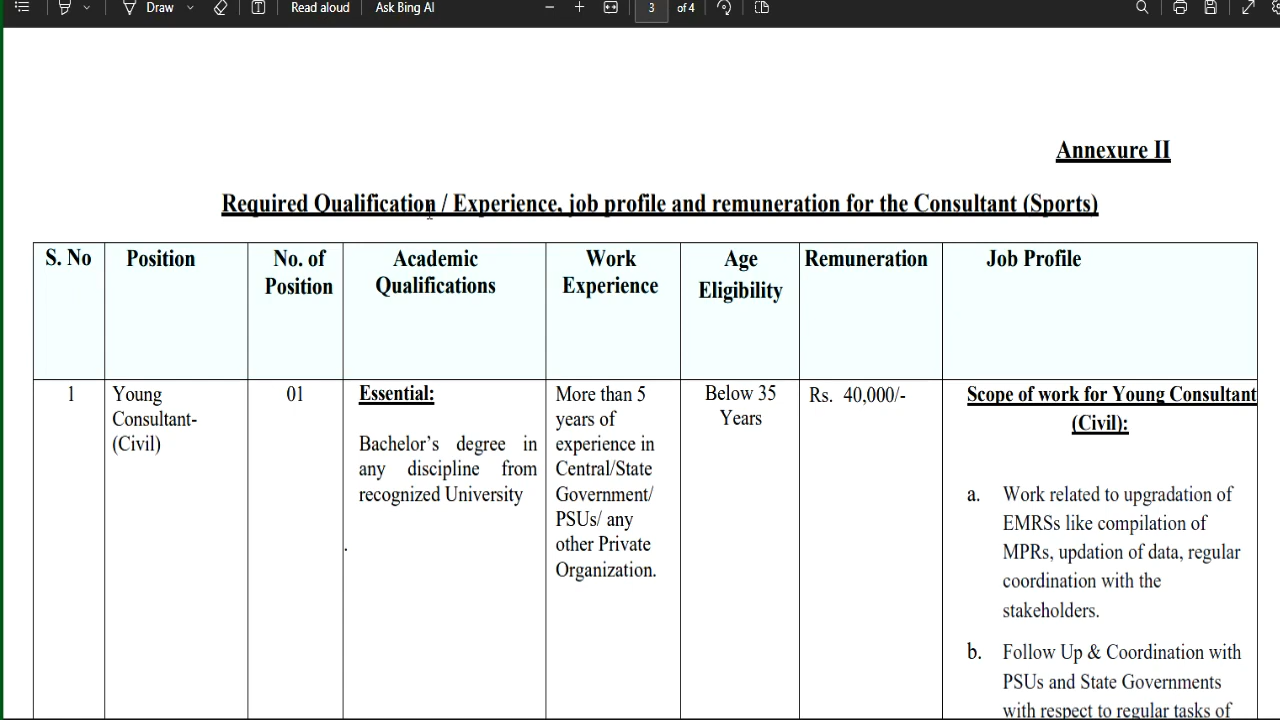 Draw
Read aloud
Ask Bing AI
3 of 4
Annexure II
Required Qualification / Experience, job profile and remuneration for the Consultant (Sports)
S. No
Position
No. of
Position
Academic
Qualifications
Work
Experience
Age
Eligibility
Remuneration
Job Profile
1
Young
Consultant-
(Civil)
01
Essential:
Bachelor's degree in
any discipline from
recognized University
.
More than 5
years of
experience in
Central/State
Government/
PSUs/ any
other Private
Organization.
Below 35
Years
Rs. 40,000/-
Scope of work for Young Consultant
(Civil):
a. Work related to upgradation of
EMRSs like compilation of
MPRs, updation of data, regular
coordination with the
stakeholders.
b. Follow Up & Coordination with
PSUs and State Governments
with respect to regular tasks of